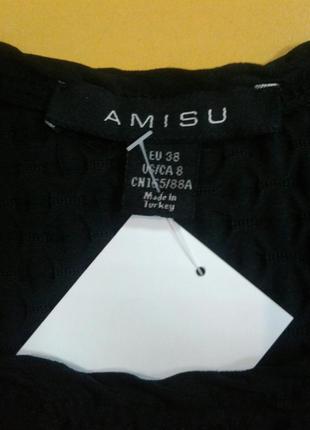 AMISU
EU 38
US/CA 8
CN165/88A
Made in
Turkey